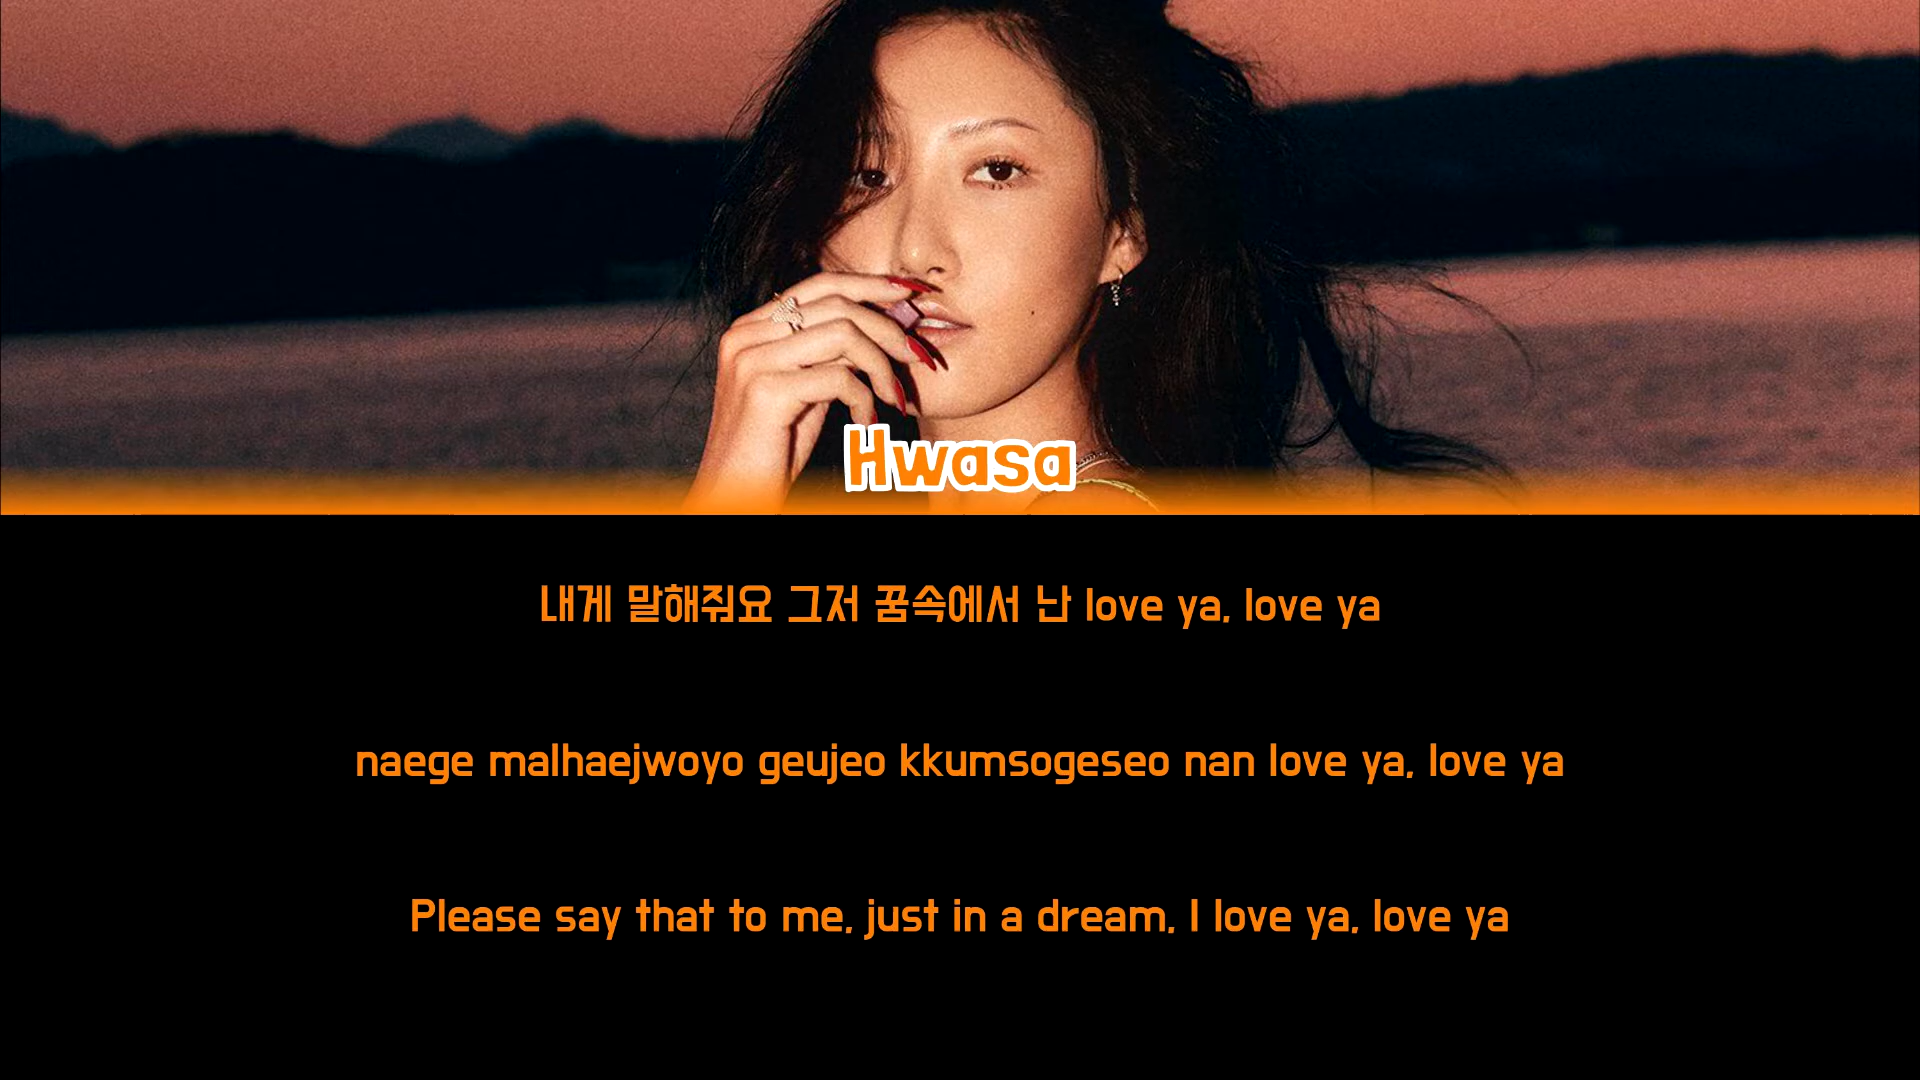 Hwasa
내게 말해줘요 그저 꿈속에서 난 love ya, love ya
naege malhaejwoyo geujeo kkumsogeseo nan love ya, love ya
Please say that to me, just in a dream, I love ya, love ya